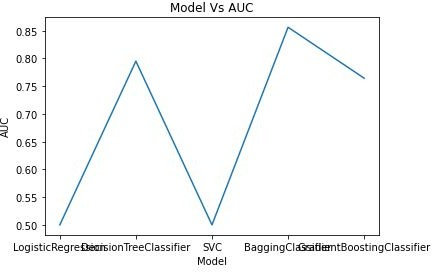 Model Vs AUC
0.85
0.80
0.75
0.70
0.65
0.60
0.55
0.50
AUC
LogisticRegression DecisionTreeClassifier SVC BaggingClassifier GradientBoostingClassifier
Model